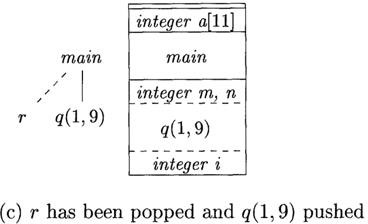 integer a[11]
main main
integer m, n
r q(1,9) q(1,9)
integer i
(c) r has been popped and q(1,9) pushed